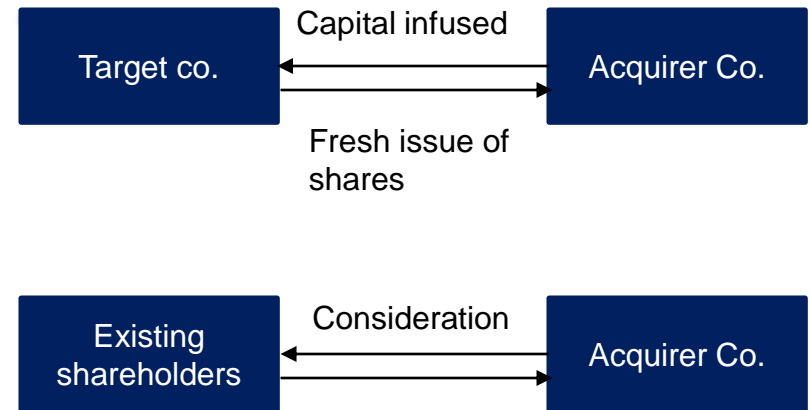 Capital infused
Target co.
Acquirer Co.
Fresh issue of
shares
Consideration
Existing
shareholders
Acquirer Co.